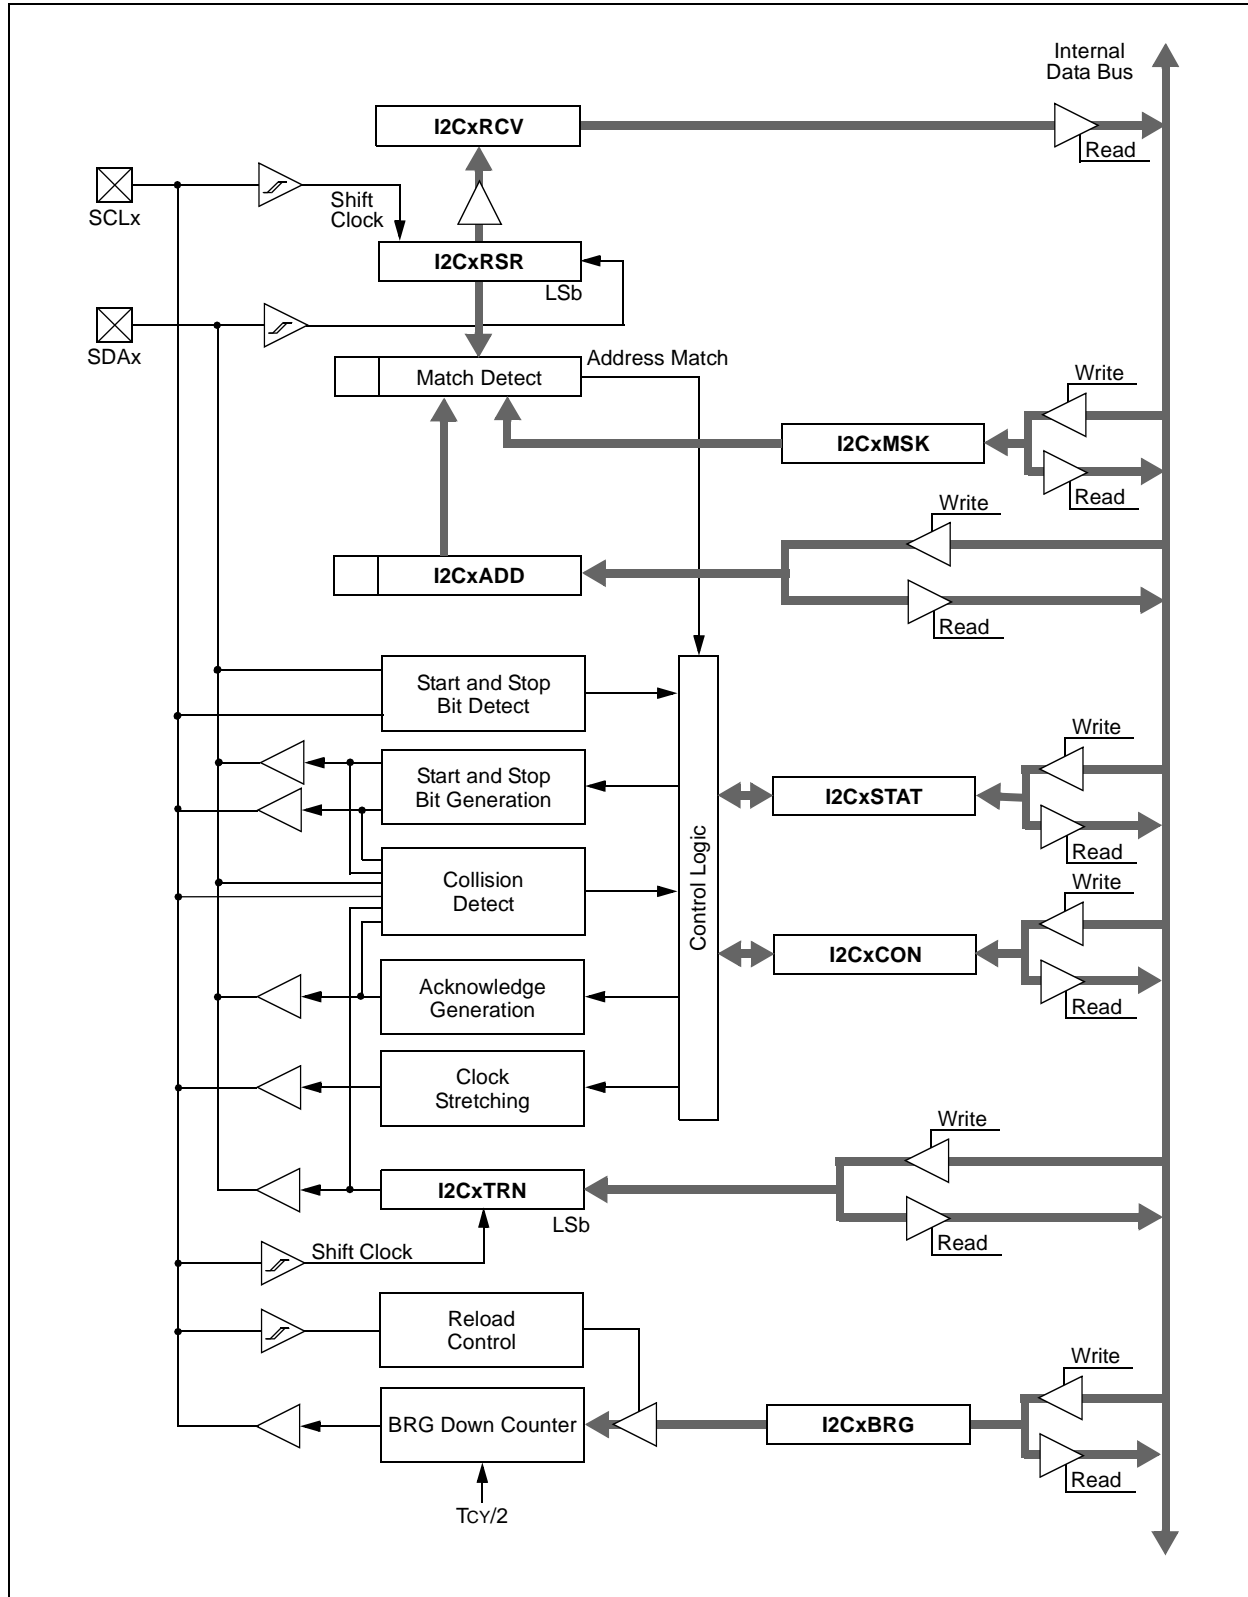 Internal
Data Bus
I2CxRCV
Read
SCLx
Shift
Clock
I2CxRSR
LSb
SDAx
Address Match
Match Detect
Write
I2CxMSK
Read
Write
I2CxADD
Read
Start and Stop
Bit Detect
Write
Start and Stop
Bit Generation
I2CxSTAT
Read
Control Logic
Collision
Detect
Write
I2CxCON
Read
Acknowledge
Generation
Clock
Stretching
Write
I2CxTRN
LSb
Read
Shift Clock
Reload
Control
Write
BRG Down Counter
I2CxBRG
Read
TCY/2